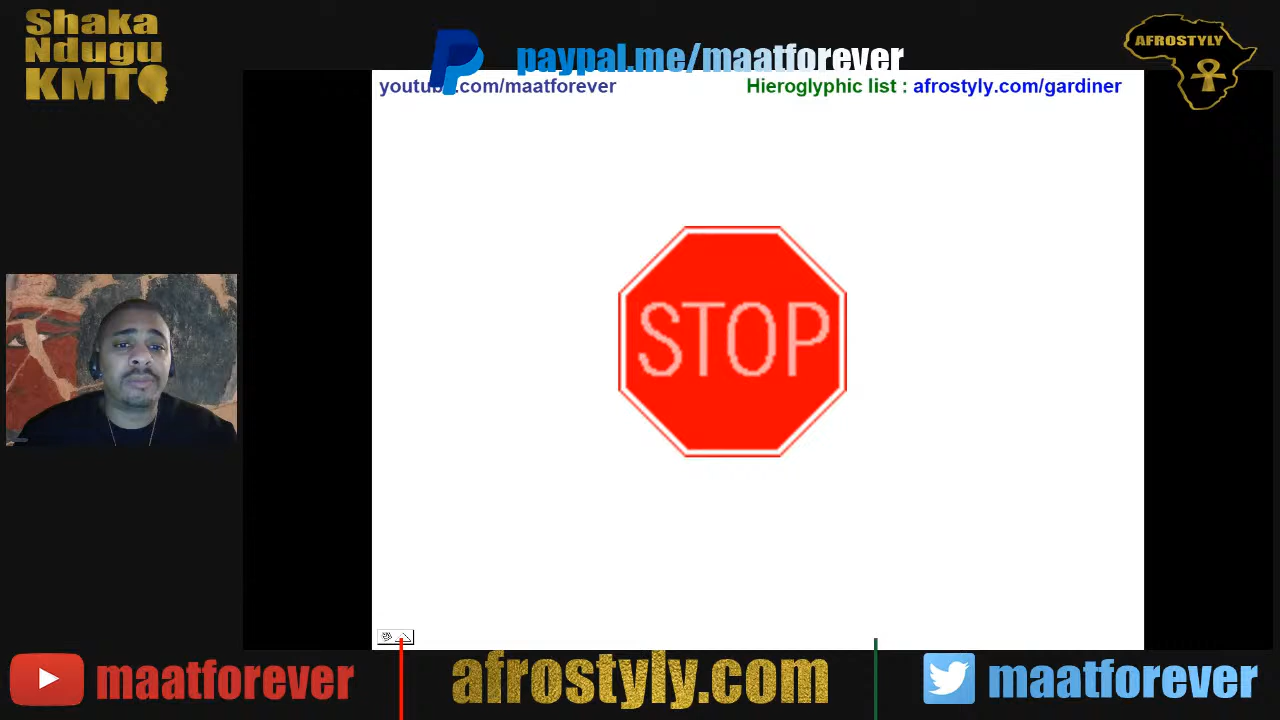 Shaka
Ndugu
KMT
paypal.me/maatforever
AFROSTYLY
youtube.com/maatforever
Hieroglyphic list : afrostyly.com/gardiner
STOP
maatforever
afrostyly.com
maatforever